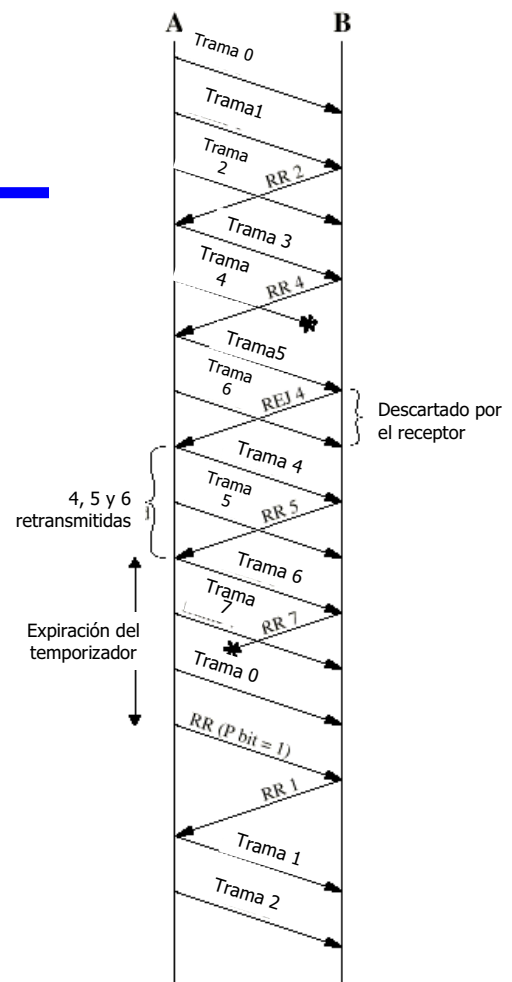 A B
Trama 0
Trama1
Trama
2
RR 2
Trama 3
Trama
4
RR 4
Trama5
Trama
6
REJ 4
Descartado por
el receptor
Trama 4
4, 5 y 6
retransmitidas
Trama
5
RR 5
Trama 6
Trama
7
RR 7
Expiración del
temporizador
Trama 0
RR (P bit = 1)
RR 1
Trama 1
Trama 2